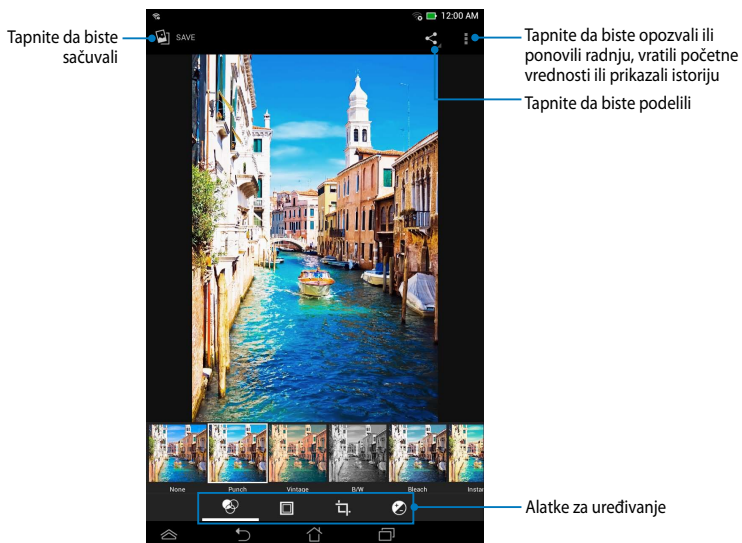 12:00 AM
Tapnite da biste
sačuvali
SAVE
Tapnite da biste opozvali ili
ponovili radnju, vratili početne
vrednosti ili prikazali istoriju
Tapnite da biste podelili
None Punch Vintage B/W Bleach Instan
Alatke za uređivanje